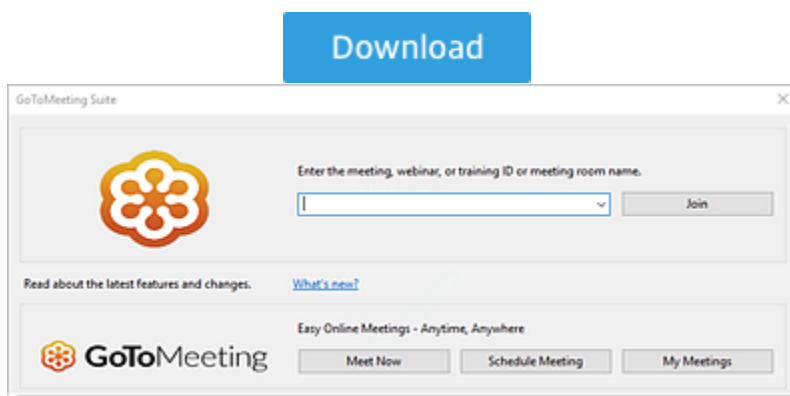 Download
GoToMeeting Suite
Enter the meeting, webinar, or training ID or meeting room name.
Join
Read about the latest features and changes. What's new?
Easy Online Meetings - Anytime, Anywhere
GoToMeeting
Meet Now Schedule Meeting My Meetings